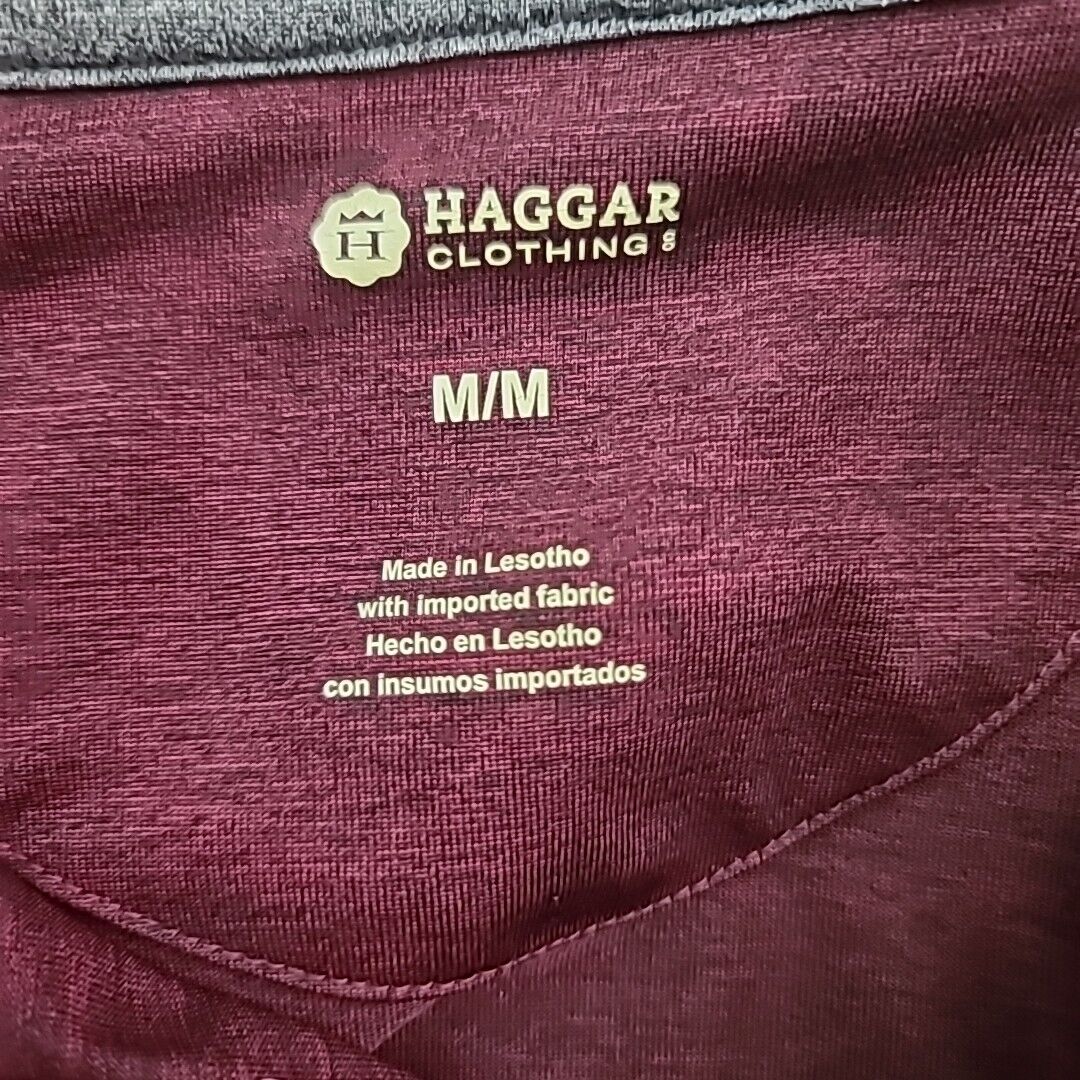 H
HAGGAR
CLOTHING CO
M/M
Made in Lesotho
with imported fabric
Hecho en Lesotho
con insumos importados